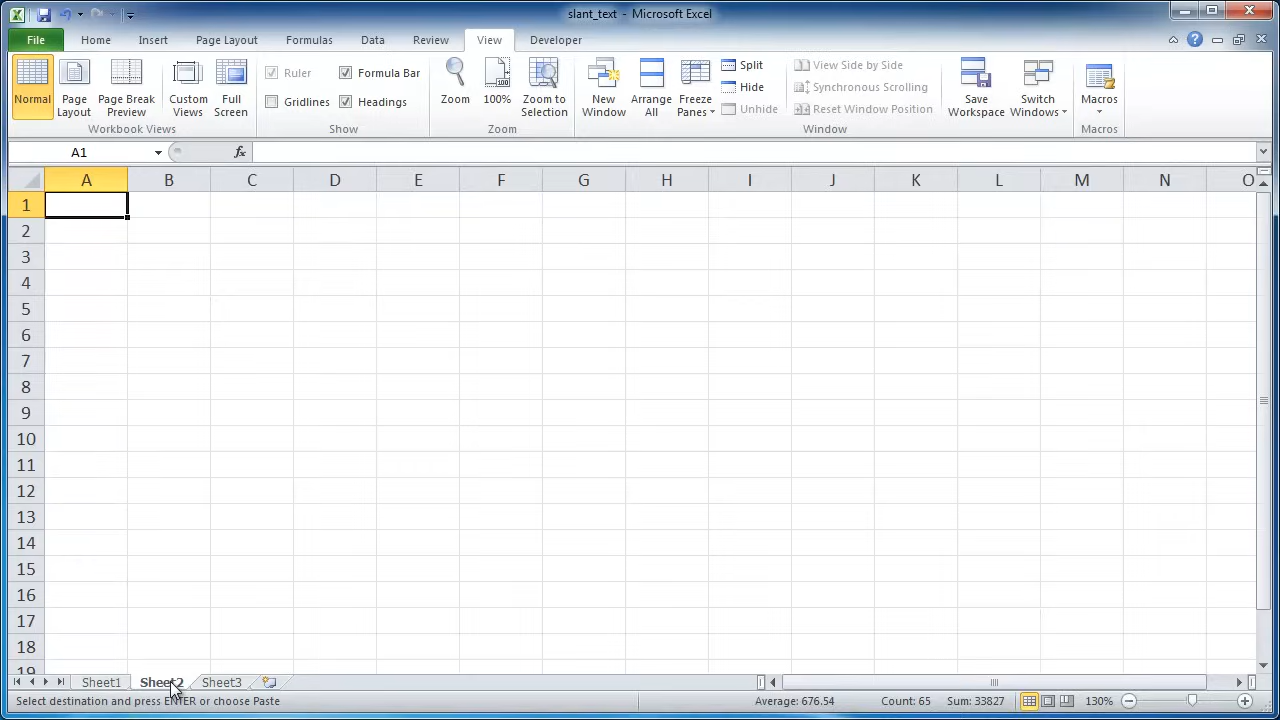 slant_text - Microsoft Excel
File Home Insert Page Layout Formulas Data Review View Developer
Normal Page Layout Page Break Preview Custom Views Full Screen
Workbook Views
Ruler Formula Bar
Gridlines Headings
Show
Zoom 100% Zoom to Selection
Zoom
New Window Arrange All Freeze Panes
Split
Hide
Unhide
View Side by Side
Synchronous Scrolling
Reset Window Position
Save Workspace Switch Windows
Window
Macros
Macros
A1 fx
A B C D E F G H I J K L M N O
1
2
3
4
5
6
7
8
9
10
11
12
13
14
15
16
17
18
19
Sheet1 Sheet2 Sheet3
Select destination and press ENTER or choose Paste Average: 676.54 Count: 65 Sum: 33827 130%